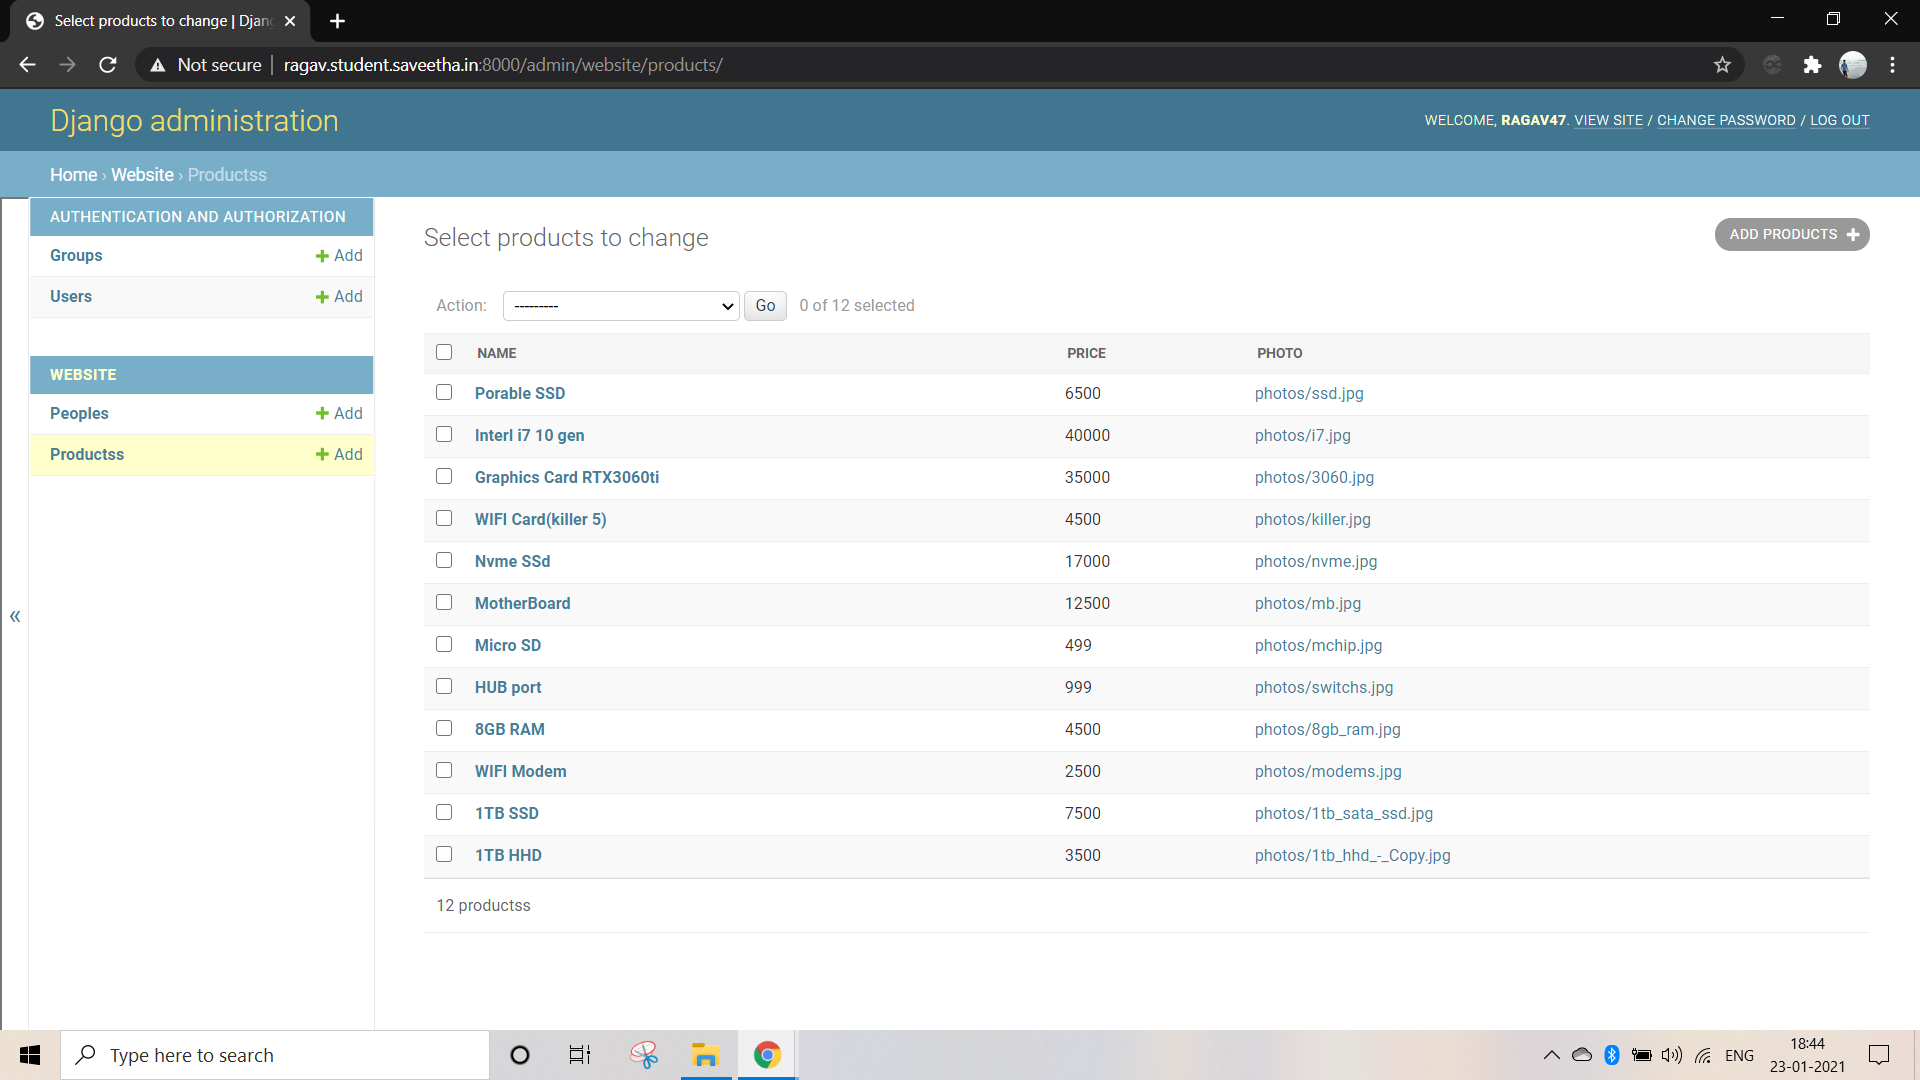 Select products to change | Djan
Not secure | ragav.student.saveetha.in:8000/admin/website/products/
Django administration
WELCOME, RAGAV47. VIEW SITE / CHANGE PASSWORD / LOG OUT
Home › Website › Productss
AUTHENTICATION AND AUTHORIZATION
Groups + Add
Users + Add
WEBSITE
Peoples + Add
Productss + Add
«
Select products to change
ADD PRODUCTS +
Action: --------- Go 0 of 12 selected
NAME PRICE PHOTO
Porable SSD 6500 photos/ssd.jpg
Interl i7 10 gen 40000 photos/i7.jpg
Graphics Card RTX3060ti 35000 photos/3060.jpg
WIFI Card(killer 5) 4500 photos/killer.jpg
Nvme SSd 17000 photos/nvme.jpg
MotherBoard 12500 photos/mb.jpg
Micro SD 499 photos/mchip.jpg
HUB port 999 photos/switchs.jpg
8GB RAM 4500 photos/8gb_ram.jpg
WIFI Modem 2500 photos/modems.jpg
1TB SSD 7500 photos/1tb_sata_ssd.jpg
1TB HHD 3500 photos/1tb_hhd_-_Copy.jpg
12 productss
Type here to search
ENG
18:44
23-01-2021